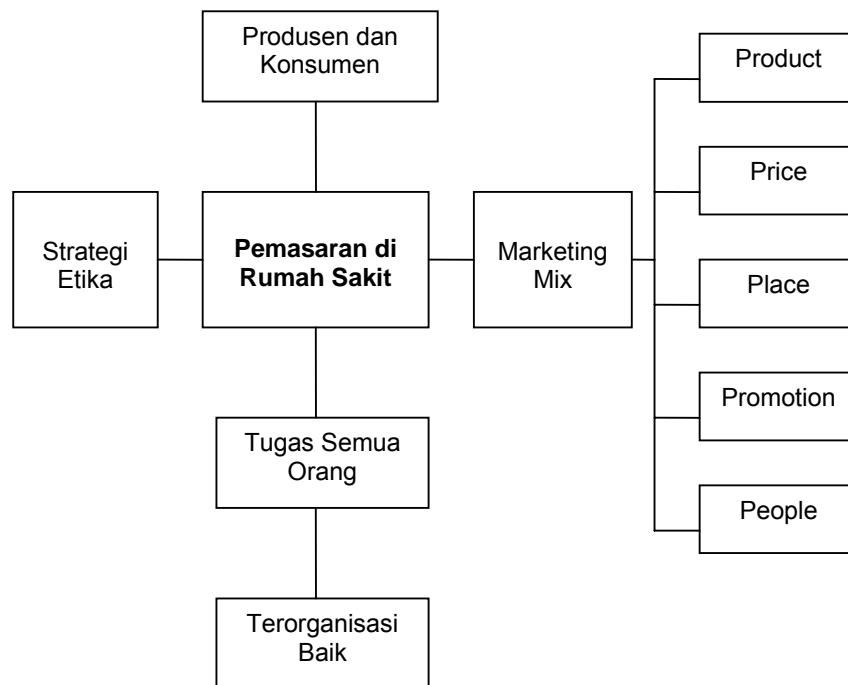 Produsen dan
Konsumen
Product
Price
Strategi
Etika
Pemasaran di
Rumah Sakit
Marketing
Mix
Place
Promotion
Tugas Semua
Orang
People
Terorganisasi
Baik